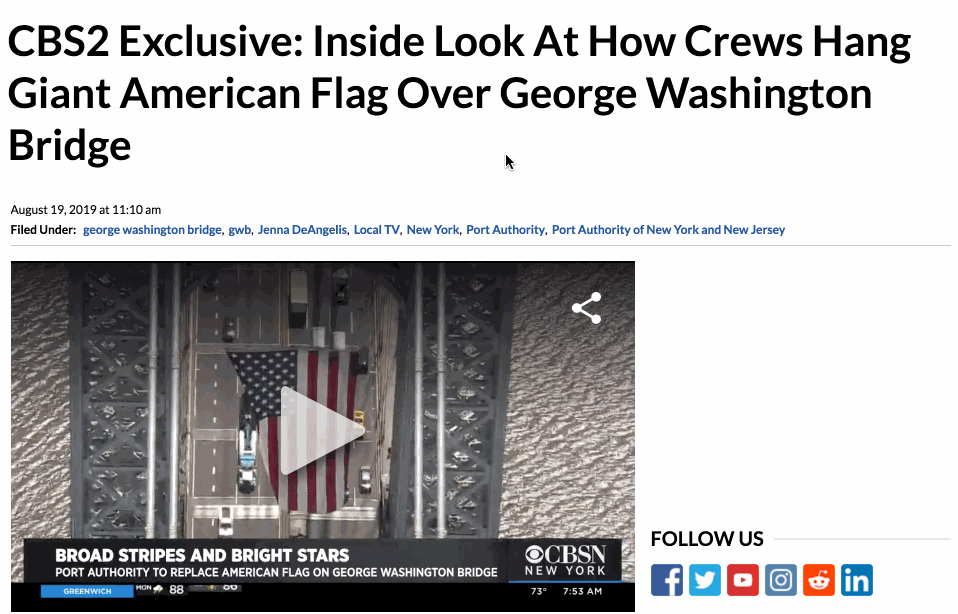 CBS2 Exclusive: Inside Look At How Crews Hang
Giant American Flag Over George Washington
Bridge
August 19, 2019 at 11:10 am
Filed Under: george washington bridge, gwb, Jenna DeAngelis, Local TV, New York, Port Authority, Port Authority of New York and New Jersey
BROAD STRIPES AND BRIGHT STARS
PORT AUTHORITY TO REPLACE AMERICAN FLAG ON GEORGE WASHINGTON BRIDGE
CBSN
NEW YORK
GREENWICH MON 88 86
73° 7:53 AM
FOLLOW US